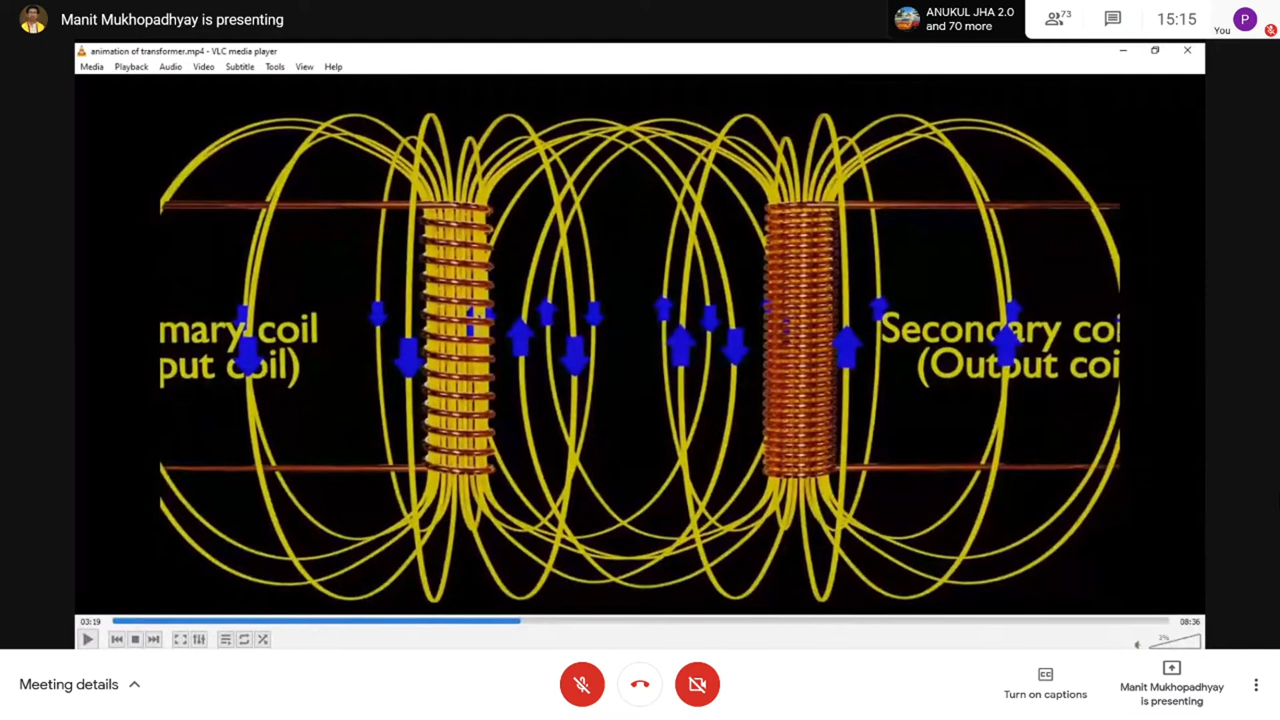 Manit Mukhopadhyay is presenting
ANUKUL JHA 2.0
and 70 more
73
15:15
You
P
animation of transformer.mp4 - VLC media player
Media Playback Audio Video Subtitle Tools View Help
mary coil
put coil)
Secondary coi
(Output coi
03:19
08:36
2%
Meeting details
Turn on captions
Manit Mukhopadhyay
is presenting